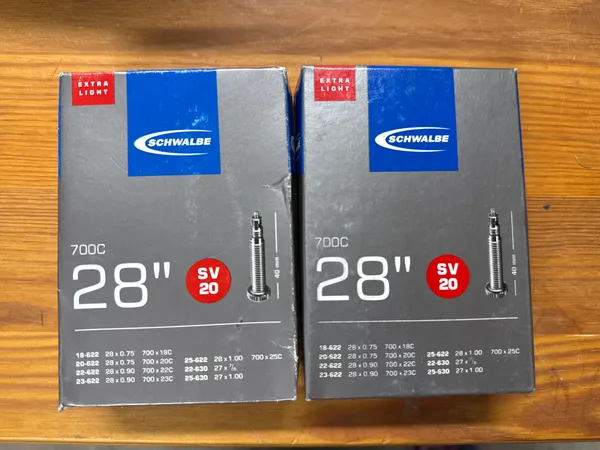 EXTRA
LIGHT
SCHWALBE
700C
28"
SV
20
40 mm
18-622 28 x 0.75 700 x 18C
20-622 28 x 0.75 700 x 20C 25-622 28 x 1.00 700 x 25C
22-622 28 x 0.90 700 x 22C 22-630 27 x 7/8
23-622 28 x 0.90 700 x 23C 25-630 27 x 1.00
EXTRA
LIGHT
SCHWALBE
700C
28"
SV
20
40 mm
18-622 28 x 0.75 700 x 18C
20-622 28 x 0.75 700 x 20C 25-622 28 x 1.00 700 x 25C
22-622 28 x 0.90 700 x 22C 22-630 27 x 7/8
23-622 28 x 0.90 700 x 23C 25-630 27 x 1.00